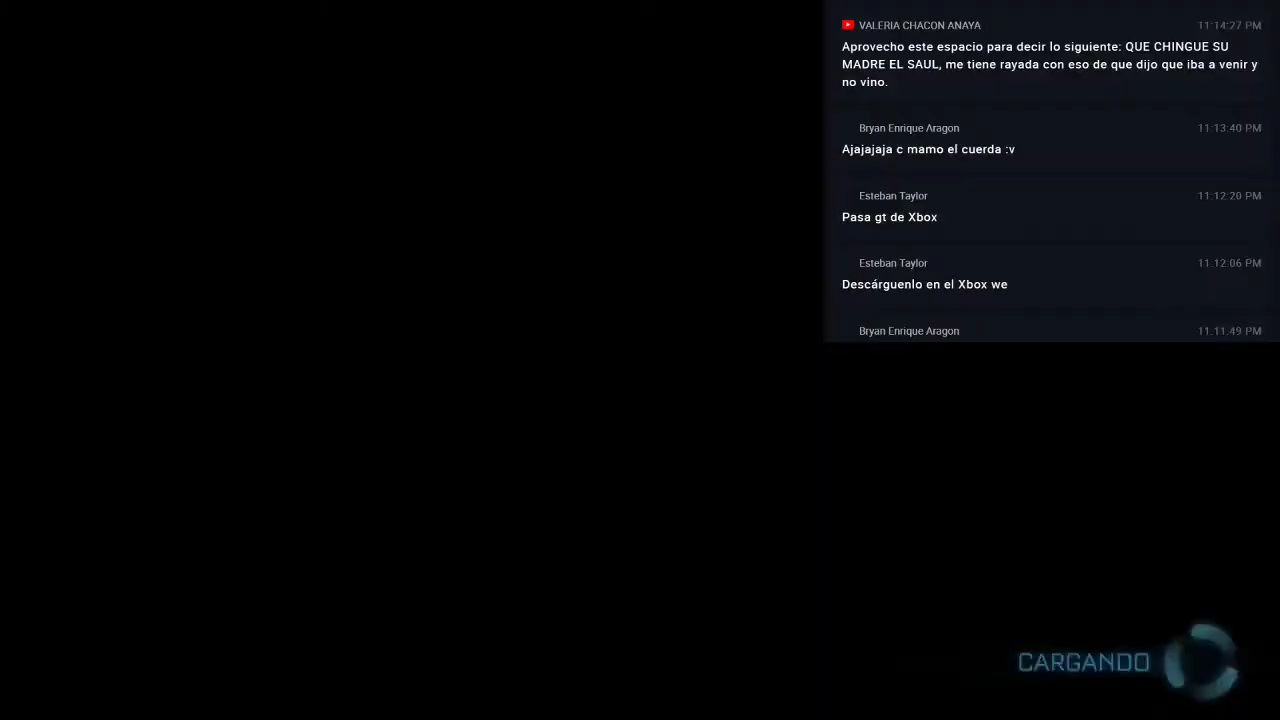 VALERIA CHACON ANAYA 11:14:27 PM
Aprovecho este espacio para decir lo siguiente: QUE CHINGUE SU
MADRE EL SAUL, me tiene rayada con eso de que dijo que iba a venir y
no vino.
Bryan Enrique Aragon 11:13:40 PM
Ajajajaja c mamo el cuerda :v
Esteban Taylor 11:12:20 PM
Pasa gt de Xbox
Esteban Taylor 11:12:06 PM
Descárguenlo en el Xbox we
Bryan Enrique Aragon 11:11:49 PM
CARGANDO